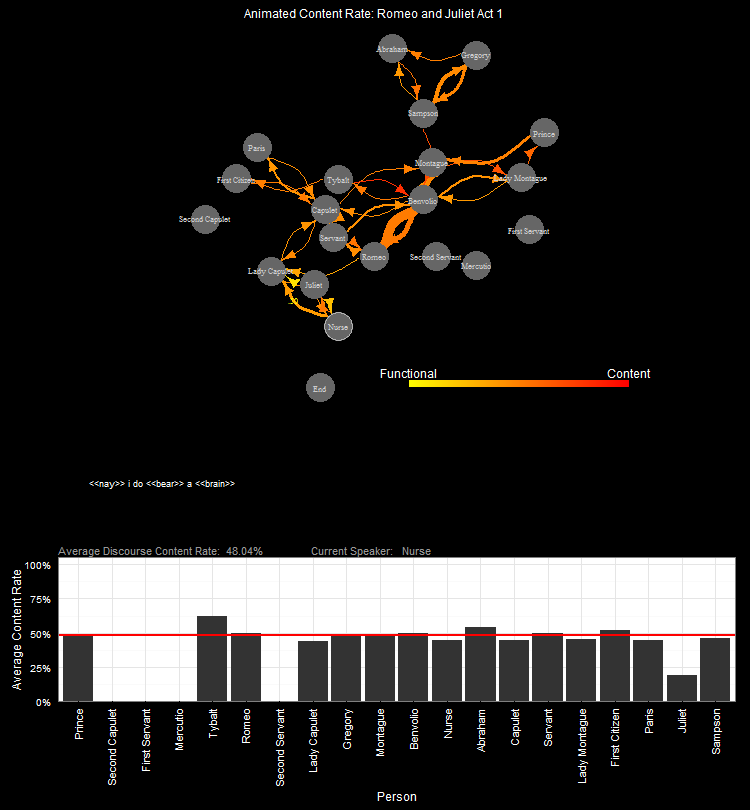 Animated Content Rate: Romeo and Juliet Act 1
Abraham
Gregory
Sampson
Prince
Paris
Montague
First Citizen
Tybalt
Lady Montague
Capulet
Benvolio
Second Capulet
First Servant
Servant
Romeo
Second Servant
Mercutio
Lady Capulet
Juliet
Nurse
Functional
Content
End
<<nay>> i do <<bear>> a <<brain>>
Average Discourse Content Rate: 48.04%
Current Speaker: Nurse
100%
75%
50%
25%
0%
Average Content Rate
Prince
Second Capulet
First Servant
Mercutio
Tybalt
Romeo
Second Servant
Lady Capulet
Gregory
Montague
Benvolio
Nurse
Abraham
Capulet
Servant
Lady Montague
First Citizen
Paris
Juliet
Sampson
Person